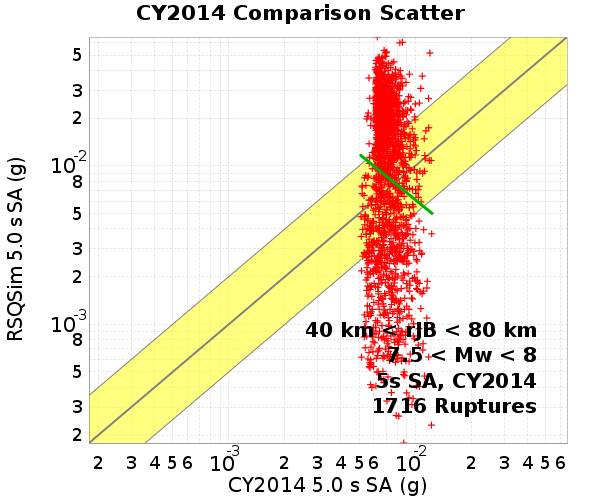 CY2014 Comparison Scatter
RSQSim 5.0 s SA (g)
5
3
2
10-2
8
5
3
2
10-3
8
5
3
2
40 km < rJB < 80 km
7.5 < Mw < 8
5s SA, CY2014
1716 Ruptures
2 3 4 5 6 10-3 2 3 4 5 6 10-2 2 3 4 5 6
CY2014 5.0 s SA (g)